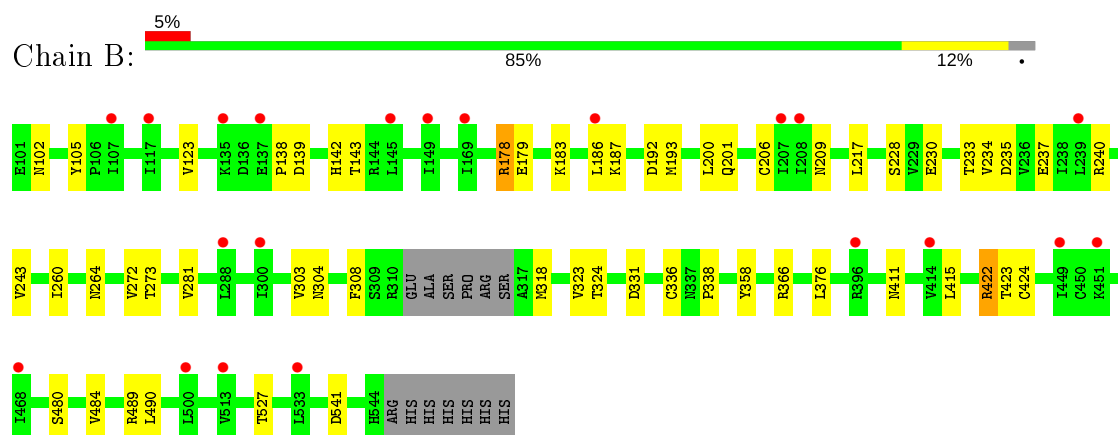 5%
Chain B:
85% 12% •
E101 N102 Y105 P106 I107 I117 V123 K135 D136 E137 P138 D139 H142 T143 R144 L145 I149 I169 R178 E179 K183 L186 K187 D192 M193 L200 Q201 C206 I207 I208 N209 L217 S228 V229 E230 T233 V234 D235 V236 E237 I238 L239 R240
V243 I260 N264 V272 T273 V281 L288 I300 V303 N304 F308 S309 R310 GLU ALA SER PRO ARG SER A317 M318 V323 T324 D331 C336 N337 P338 Y358 R366 L376 R396 N411 V414 L415 R422 T423 C424 I449 C450 K451
I468 S480 V484 R489 L490 L500 V513 T527 L533 D541 H544 ARG HIS HIS HIS HIS HIS HIS